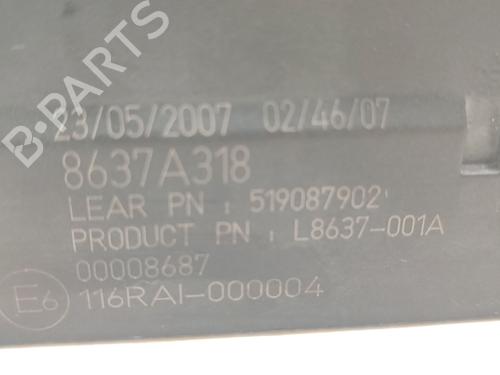 B-PARTS
23/05/2007 02/46/07
8637A318
LEAR PN : 519087902
PRODUCT PN : L8637-001A
00008687
E6 116RAI-000004